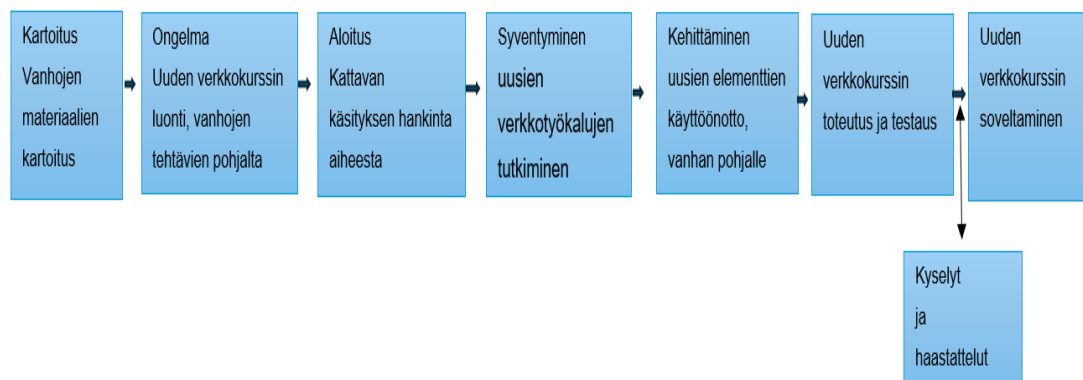 Kartoitus
Vanhojen
materiaalien
kartoitus
Ongelma
Uuden verkkokurssin
luonti, vanhojen
tehtävien pohjalta
Aloitus
Kattavan
käsityksen hankinta
aiheesta
Syventyminen
uusien
verkkotyökalujen
tutkiminen
Kehittäminen
uusien elementtien
käyttöönotto,
vanhan pohjalle
Uuden
verkkokurssin
toteutus ja testaus
Uuden
verkkokurssin
soveltaminen
Kyselyt
ja
haastattelut